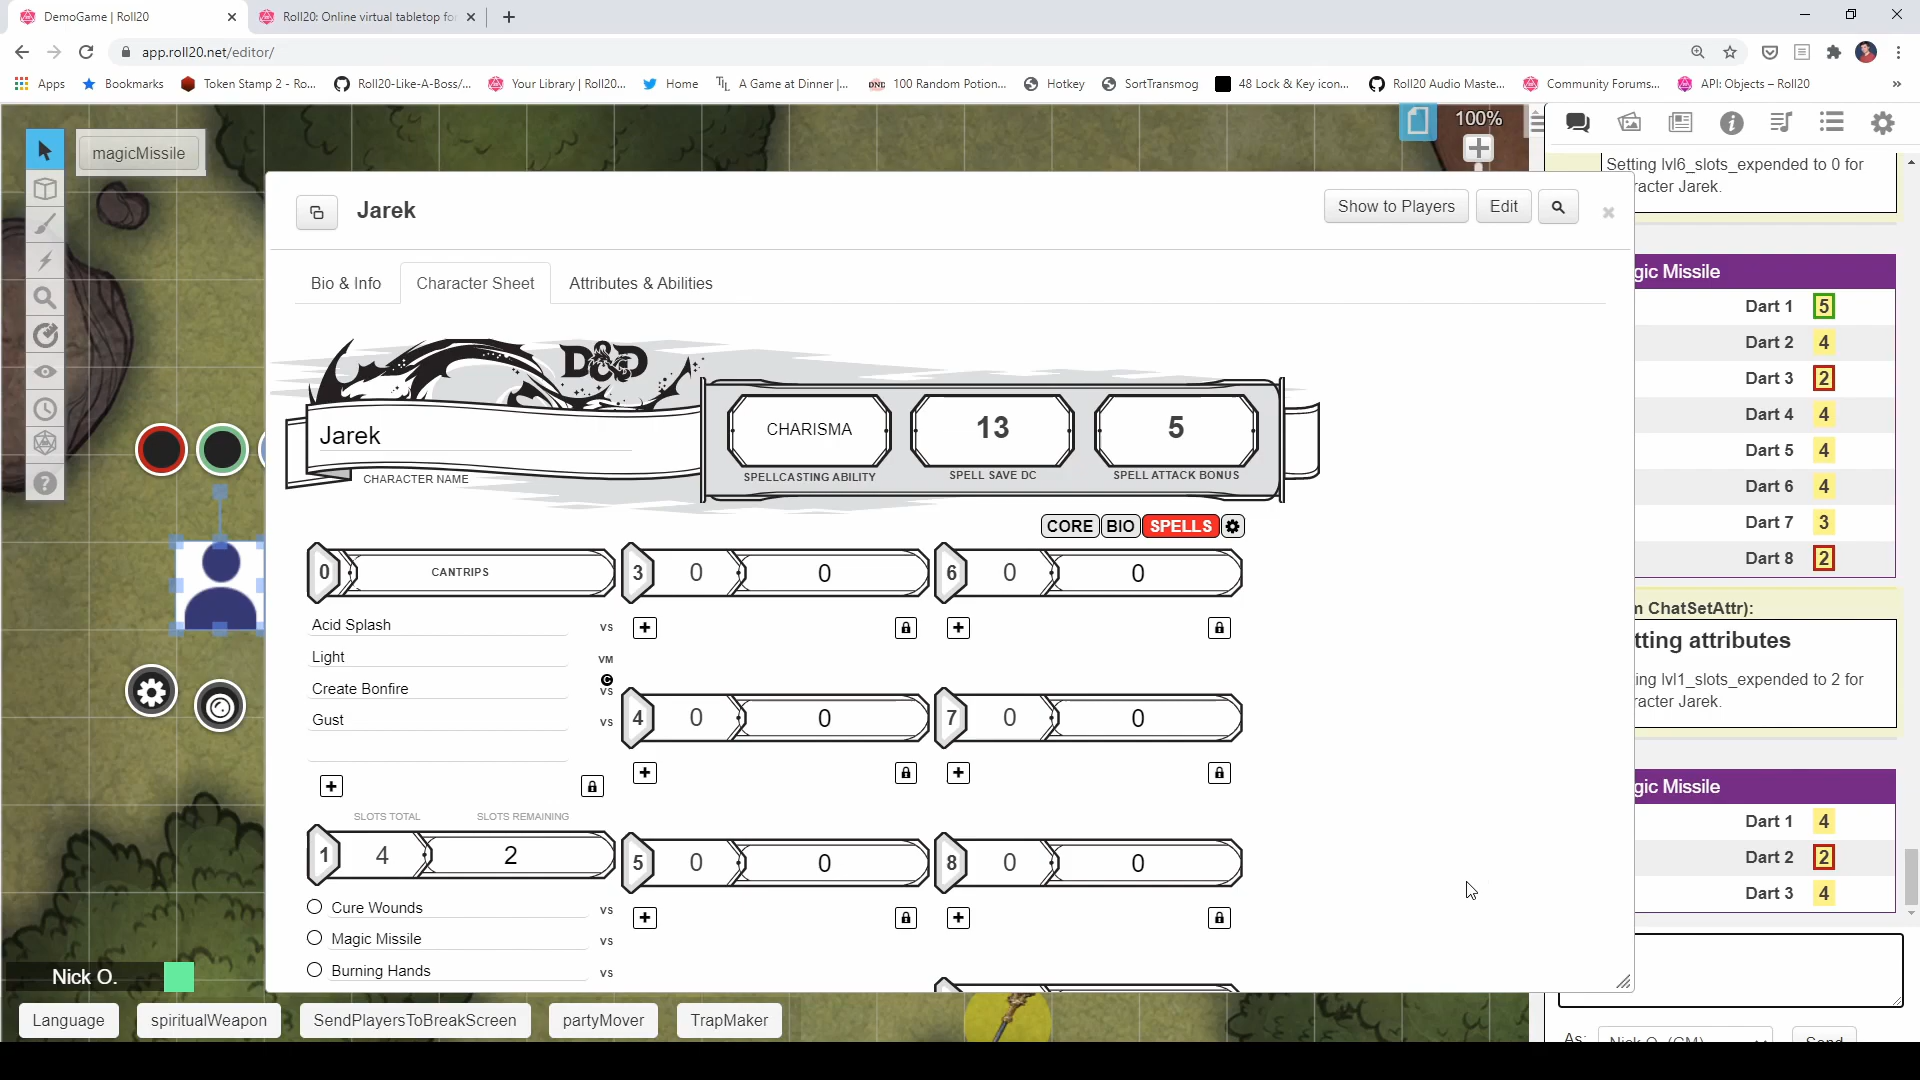 DemoGame | Roll20
Roll20: Online virtual tabletop fo
app.roll20.net/editor/
Apps
Bookmarks
Token Stamp 2 - Ro...
Roll20-Like-A-Boss/...
Your Library | Roll20...
Home
A Game at Dinner |...
100 Random Potion...
Hotkey
SortTransmog
48 Lock & Key icon...
Roll20 Audio Maste...
Community Forums...
API: Objects – Roll20
»
magicMissile
100%
Jarek
Show to Players
Edit
Bio & Info
Character Sheet
Attributes & Abilities
D&D
Jarek
CHARACTER NAME
CHARISMA
SPELLCASTING ABILITY
13
SPELL SAVE DC
5
SPELL ATTACK BONUS
CORE
BIO
SPELLS
0
CANTRIPS
Acid Splash
VS
Light
VM
Create Bonfire
C
VS
Gust
VS
SLOTS TOTAL
SLOTS REMAINING
1
4
2
Cure Wounds
VS
Magic Missile
VS
Burning Hands
VS
3
0
0
4
0
0
5
0
0
6
0
0
7
0
0
8
0
0
Setting lvl6_slots_expended to 0 for
racter Jarek.
gic Missile
Dart 1 5
Dart 2 4
Dart 3 2
Dart 4 4
Dart 5 4
Dart 6 4
Dart 7 3
Dart 8 2
m ChatSetAttr):
tting attributes
ing lvl1_slots_expended to 2 for
racter Jarek.
gic Missile
Dart 1 4
Dart 2 2
Dart 3 4
As:
Nick O. (GM)
Send
Nick O.
Language
spiritualWeapon
SendPlayersToBreakScreen
partyMover
TrapMaker